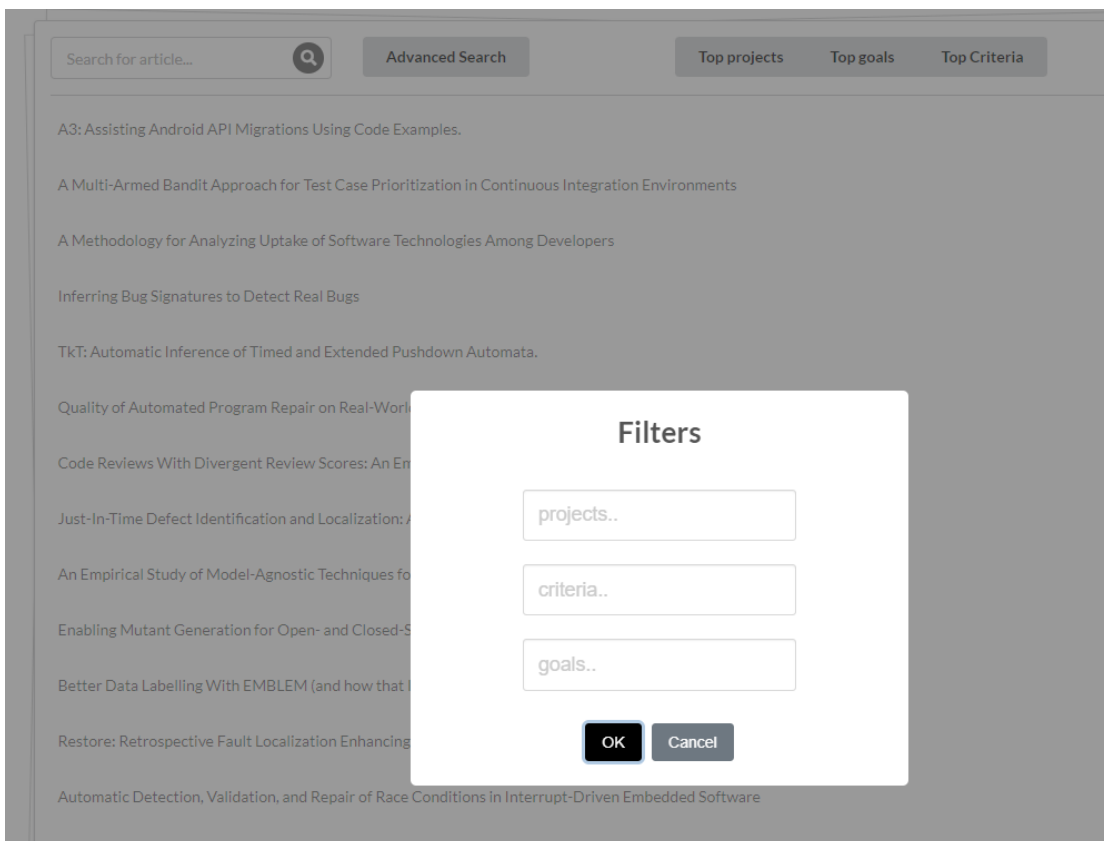 Search for article...
Advanced Search
Top projects
Top goals
Top Criteria
A3: Assisting Android API Migrations Using Code Examples.
A Multi-Armed Bandit Approach for Test Case Prioritization in Continuous Integration Environments
A Methodology for Analyzing Uptake of Software Technologies Among Developers
Inferring Bug Signatures to Detect Real Bugs
TkT: Automatic Inference of Timed and Extended Pushdown Automata.
Quality of Automated Program Repair on Real-Worl
Code Reviews With Divergent Review Scores: An Em
Just-In-Time Defect Identification and Localization: A
An Empirical Study of Model-Agnostic Techniques fo
Enabling Mutant Generation for Open- and Closed-S
Better Data Labelling With EMBLEM (and how that
Restore: Retrospective Fault Localization Enhancing
Automatic Detection, Validation, and Repair of Race Conditions in Interrupt-Driven Embedded Software
Filters
projects..
criteria..
goals..
OK
Cancel